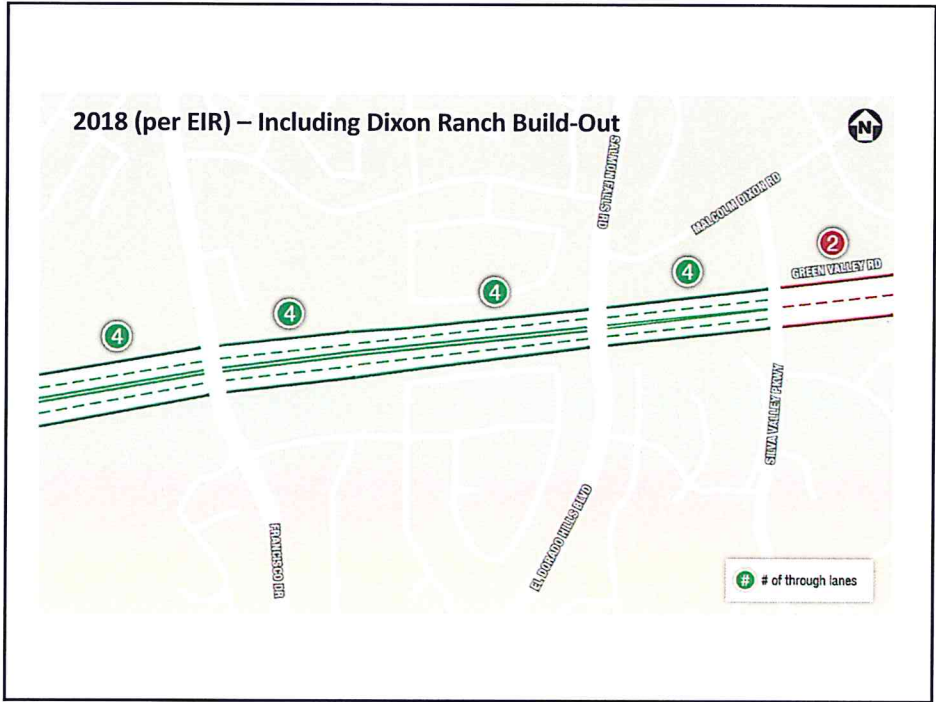 2018 (per EIR) – Including Dixon Ranch Build-Out
N
SALMON FALLS RD
MALCOLM DIXON RD
2
GREEN VALLEY RD
4
4
4
4
SILVA VALLEY PKWY
EL DORADO HILLS BLVD
FRANCISCO DR
# # of through lanes